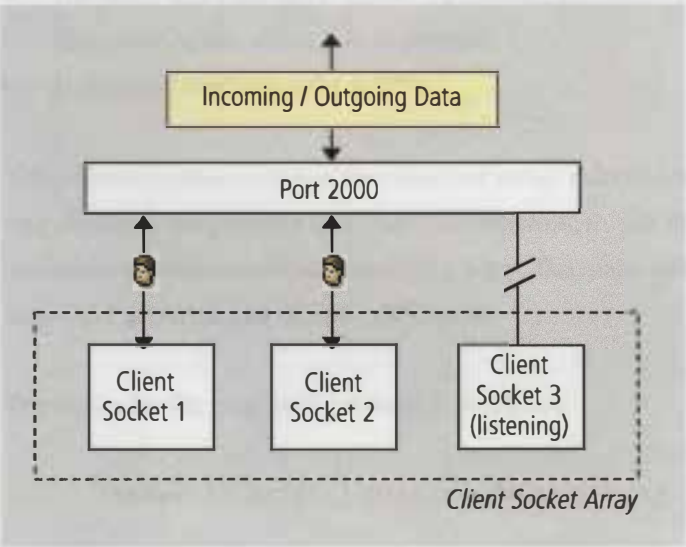 Incoming / Outgoing Data
Port 2000
Client
Socket 1
Client
Socket 2
Client
Socket 3
(listening)
Client Socket Array